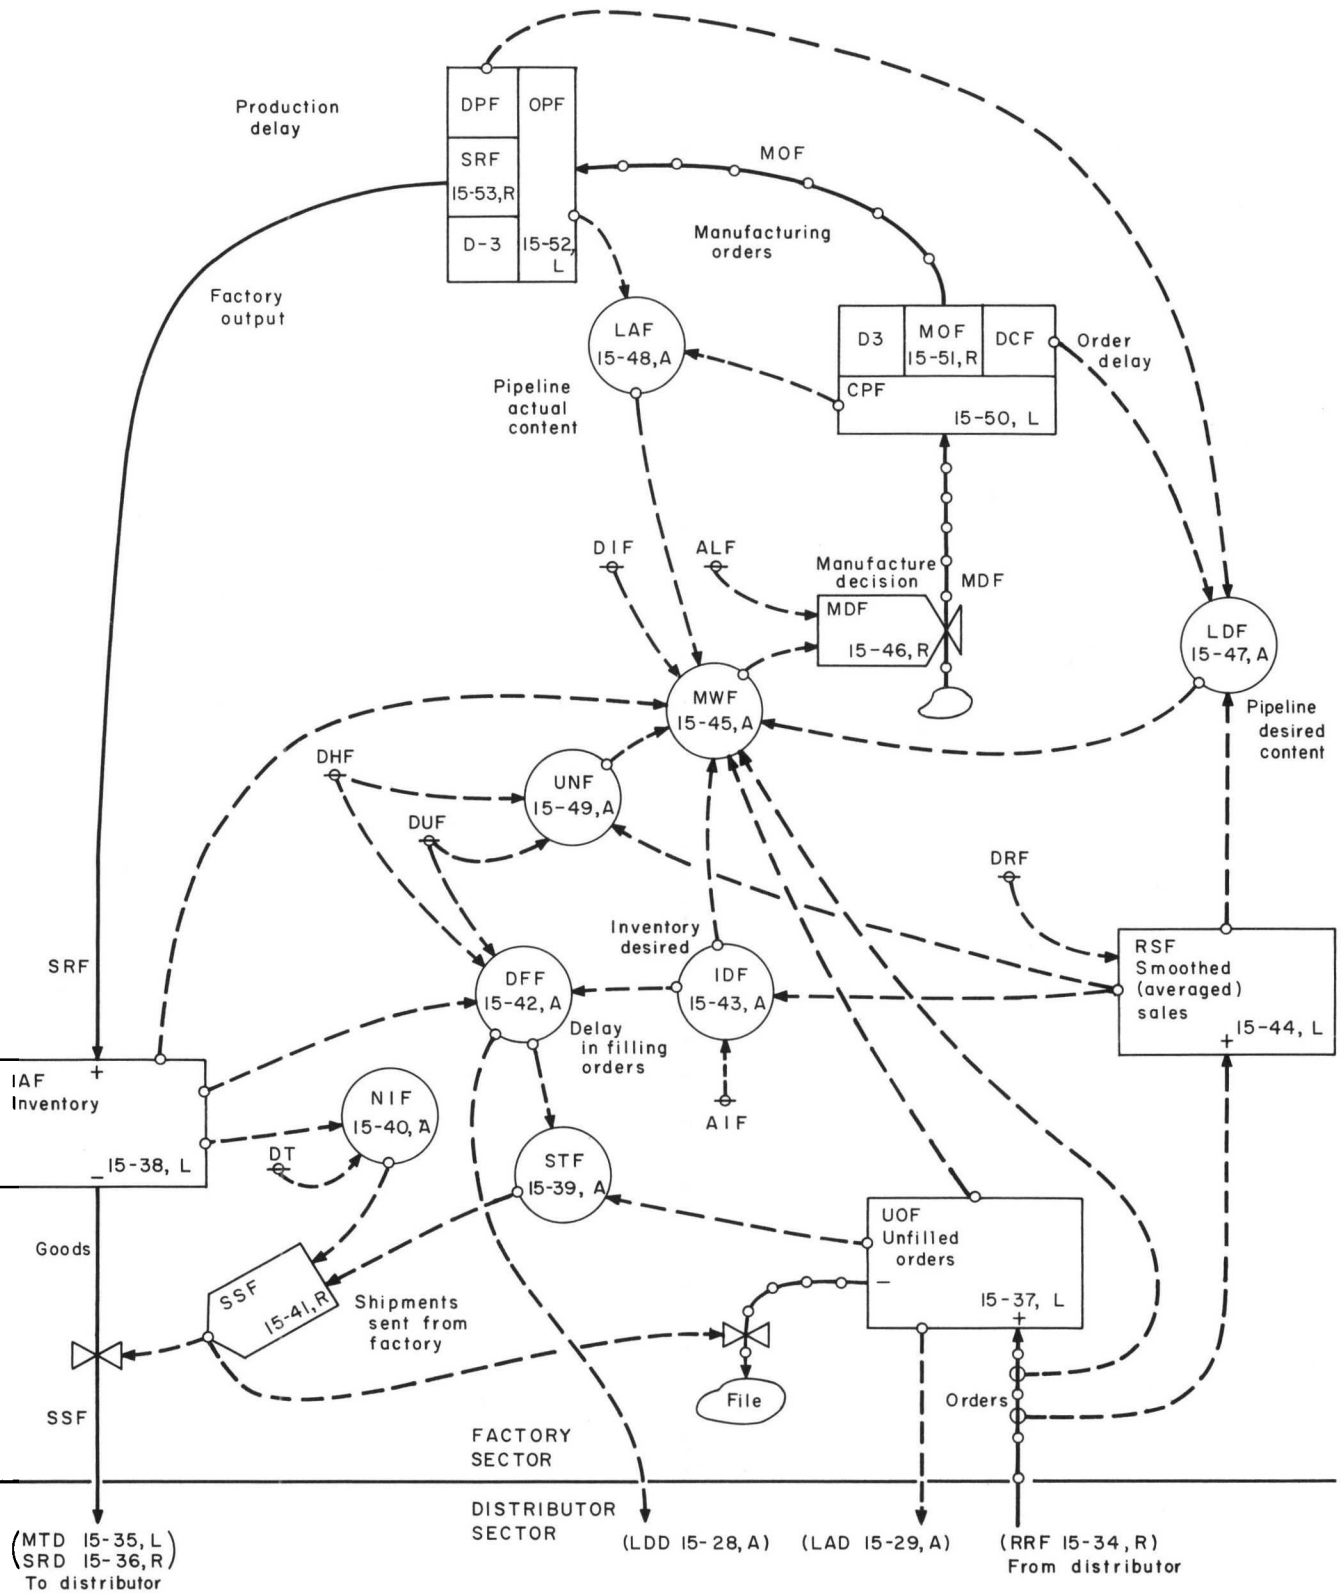 Production
delay
DPF
OPF
SRF
15-53, R
D-3
15-52,
L
MOF
Manufacturing
orders
Factory
output
LAF
15-48, A
D3
MOF
15-51, R
DCF
Order
delay
CPF
15-50, L
Pipeline
actual
content
DIF
ALF
Manufacture
decision
MDF
MDF
15-46, R
LDF
15-47, A
MWF
15-45, A
Pipeline
desired
content
DHF
UNF
15-49, A
DUF
DRF
Inventory
desired
SRF
DFF
15-42, A
IDF
15-43, A
RSF
Smoothed
(averaged)
sales
15-44, L
+
Delay
in filling
orders
+
IAF
Inventory
15-38, L
–
NIF
15-40, A
DT
AIF
STF
15-39, A
UOF
Unfilled
orders
–
15-37, L
+
Goods
SSF
15-41, R
Shipments
sent from
factory
File
Orders
SSF
FACTORY
SECTOR
DISTRIBUTOR
SECTOR
(MTD 15-35, L
SRD 15-36, R)
To distributor
(LDD 15-28, A)
(LAD 15-29, A)
(RRF 15-34, R)
From distributor